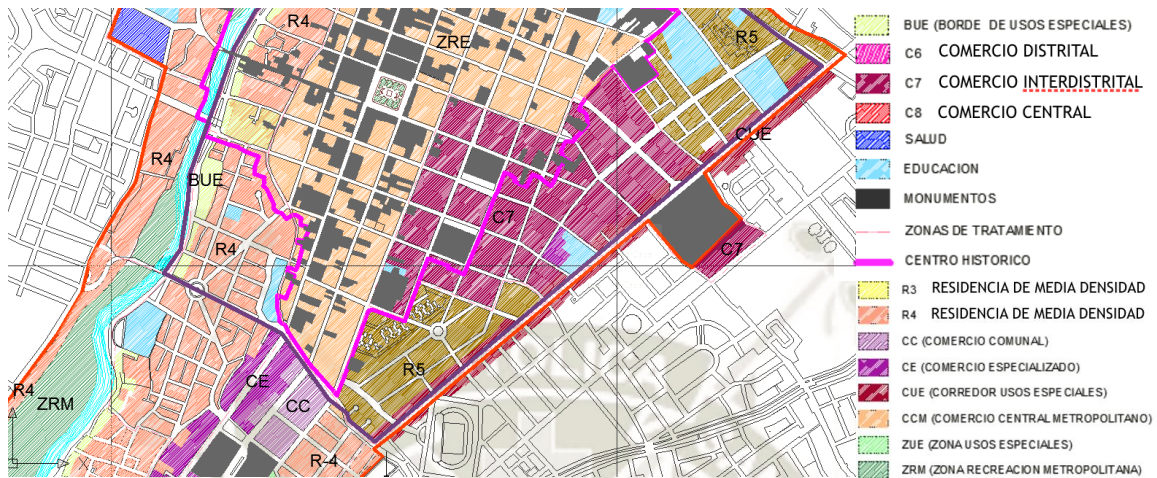 R4
ZRE
R5
R4
CUE
BUE
C7
R4
C7
R5
R4
CE
ZRM
CC
R-4
X
BUE (BORDE DE USOS ESPECIALES)
C6 COMERCIO DISTRITAL
C7 COMERCIO INTERDISTRITAL
C8 COMERCIO CENTRAL
SALUD
EDUCACION
MONUMENTOS
ZONAS DE TRATAMIENTO
CENTRO HISTORICO
R3 RESIDENCIA DE MEDIA DENSIDAD
R4 RESIDENCIA DE MEDIA DENSIDAD
CC (COMERCIO COMUNAL)
CE (COMERCIO ESPECIALIZADO)
CUE (CORREDOR USOS ESPECIALES)
CCM (COMERCIO CENTRAL METROPOLITANO)
ZUE (ZONA USOS ESPECIALES)
ZRM (ZONA RECREACION METROPOLITANA)